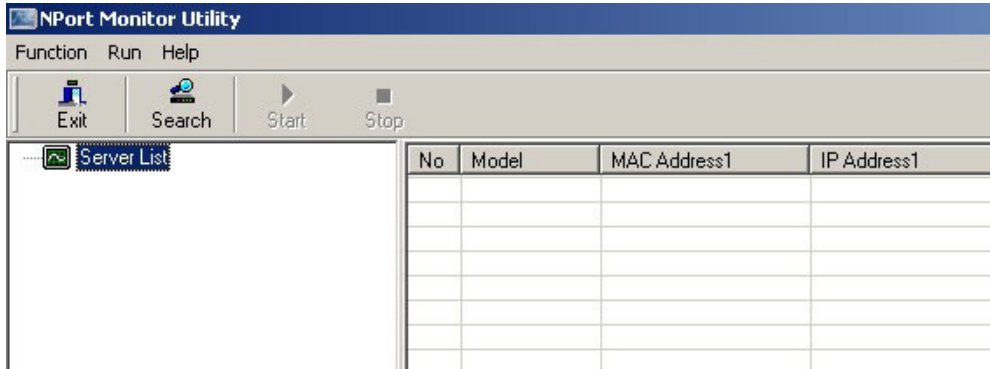 NPort Monitor Utility
Function Run Help
Exit Search Start Stop
Server List
No Model MAC Address1 IP Address1